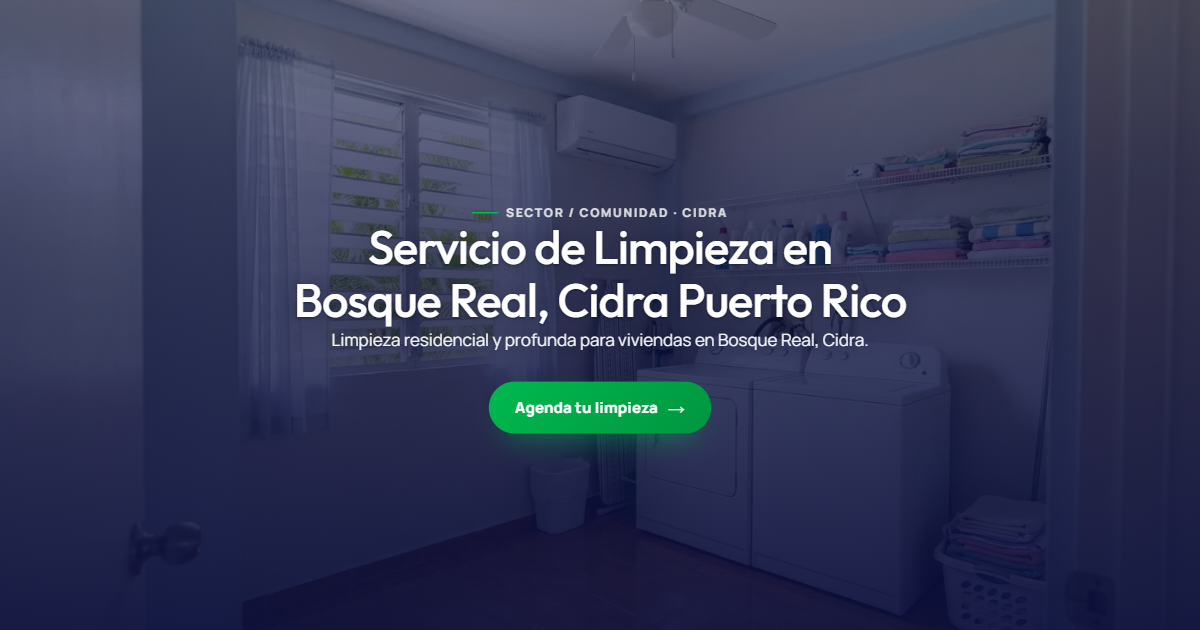 SECTOR / COMUNIDAD · CIDRA
Servicio de Limpieza en
Bosque Real, Cidra Puerto Rico
Limpieza residencial y profunda para viviendas en Bosque Real, Cidra.
Agenda tu limpieza →